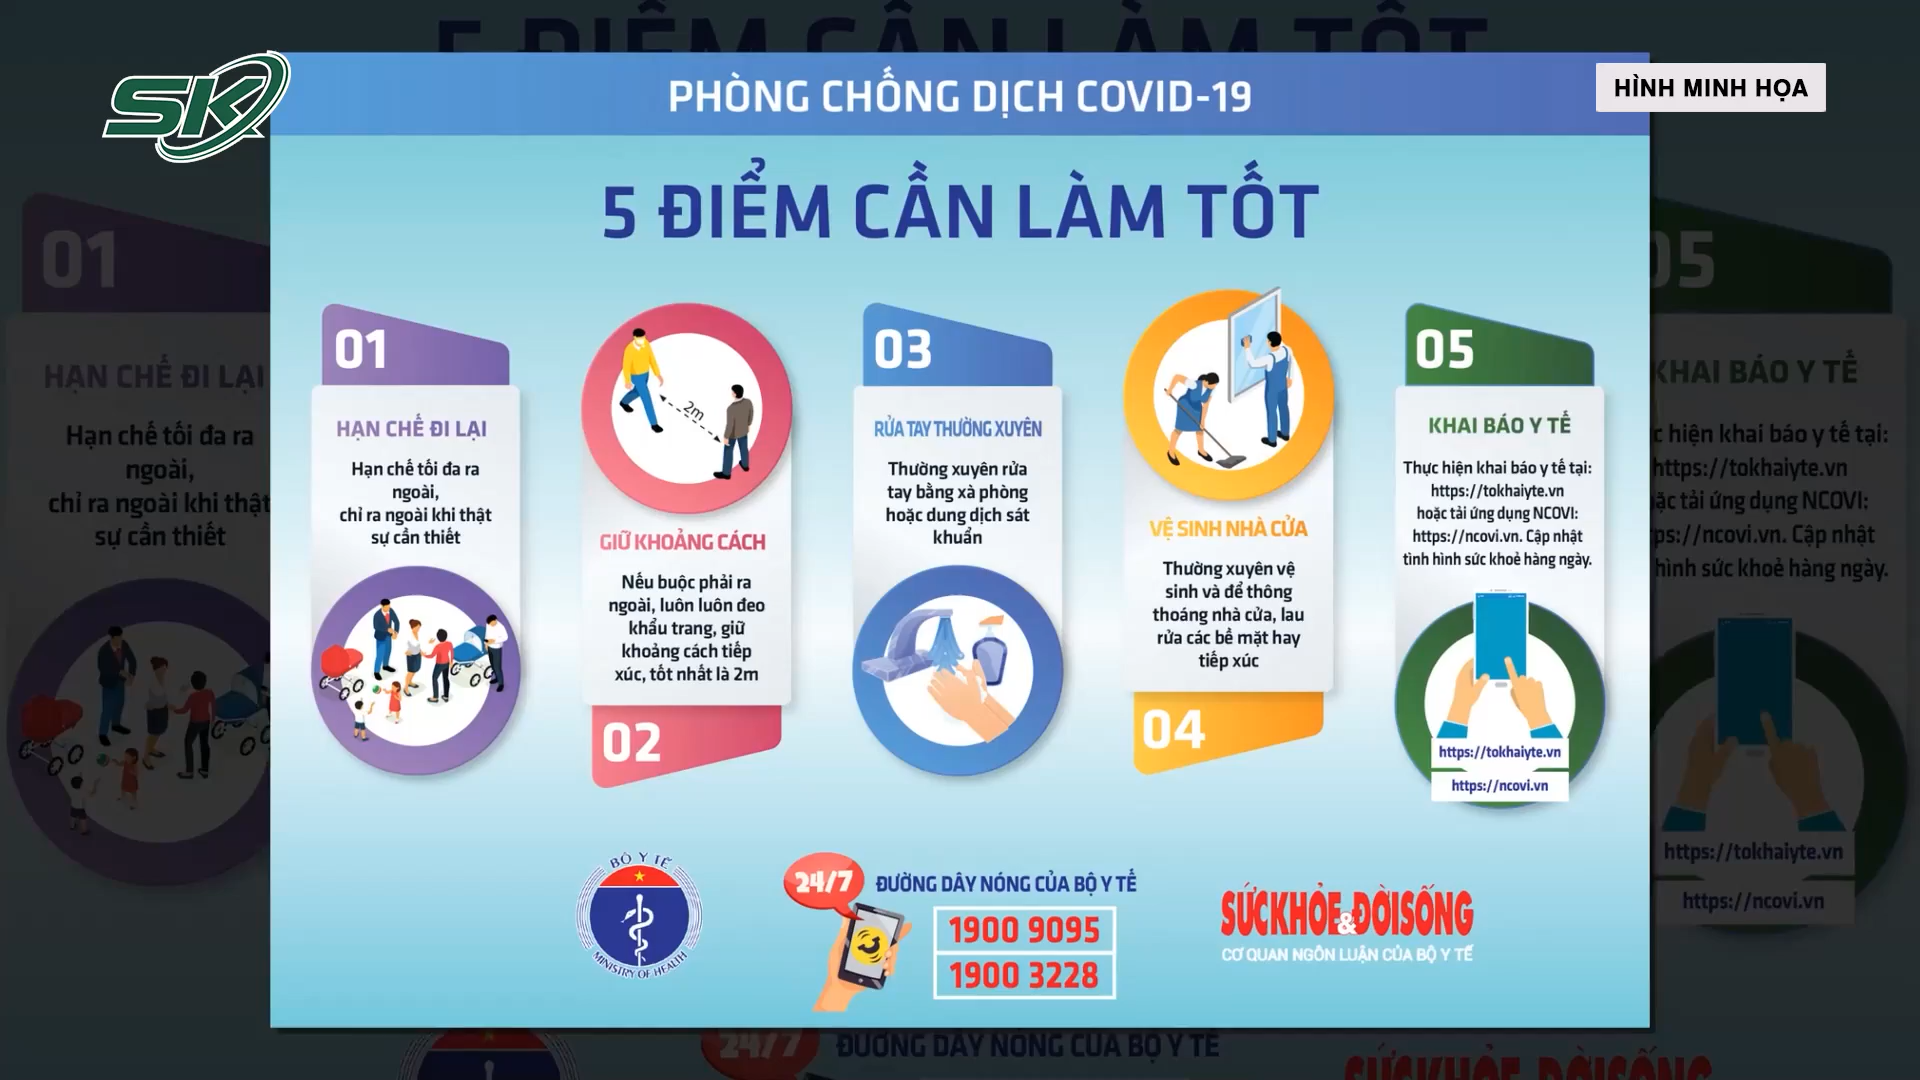 SK
HÌNH MINH HỌA
PHÒNG CHỐNG DỊCH COVID-19
5 ĐIỂM CẦN LÀM TỐT
01
HẠN CHẾ ĐI LẠI
Hạn chế tối đa ra
ngoài,
chỉ ra ngoài khi thật
sự cần thiết
2m
GIỮ KHOẢNG CÁCH
Nếu buộc phải ra
ngoài, luôn luôn đeo
khẩu trang, giữ
khoảng cách tiếp
xúc, tốt nhất là 2m
02
03
RỬA TAY THƯỜNG XUYÊN
Thường xuyên rửa
tay bằng xà phòng
hoặc dung dịch sát
khuẩn
VỆ SINH NHÀ CỬA
Thường xuyên vệ
sinh và để thông
thoáng nhà cửa, lau
rửa các bề mặt hay
tiếp xúc
04
05
KHAI BÁO Y TẾ
Thực hiện khai báo y tế tại:
https://tokhaiyte.vn
hoặc tải ứng dụng NCOVI:
https://ncovi.vn. Cập nhật
tình hình sức khoẻ hàng ngày.
https://tokhaiyte.vn
https://ncovi.vn
BỘ Y TẾ
MINISTRY OF HEALTH
24/7
ĐƯỜNG DÂY NÓNG CỦA BỘ Y TẾ
1900 9095
1900 3228
SỨC KHỎE & ĐỜI SỐNG
CƠ QUAN NGÔN LUẬN CỦA BỘ Y TẾ